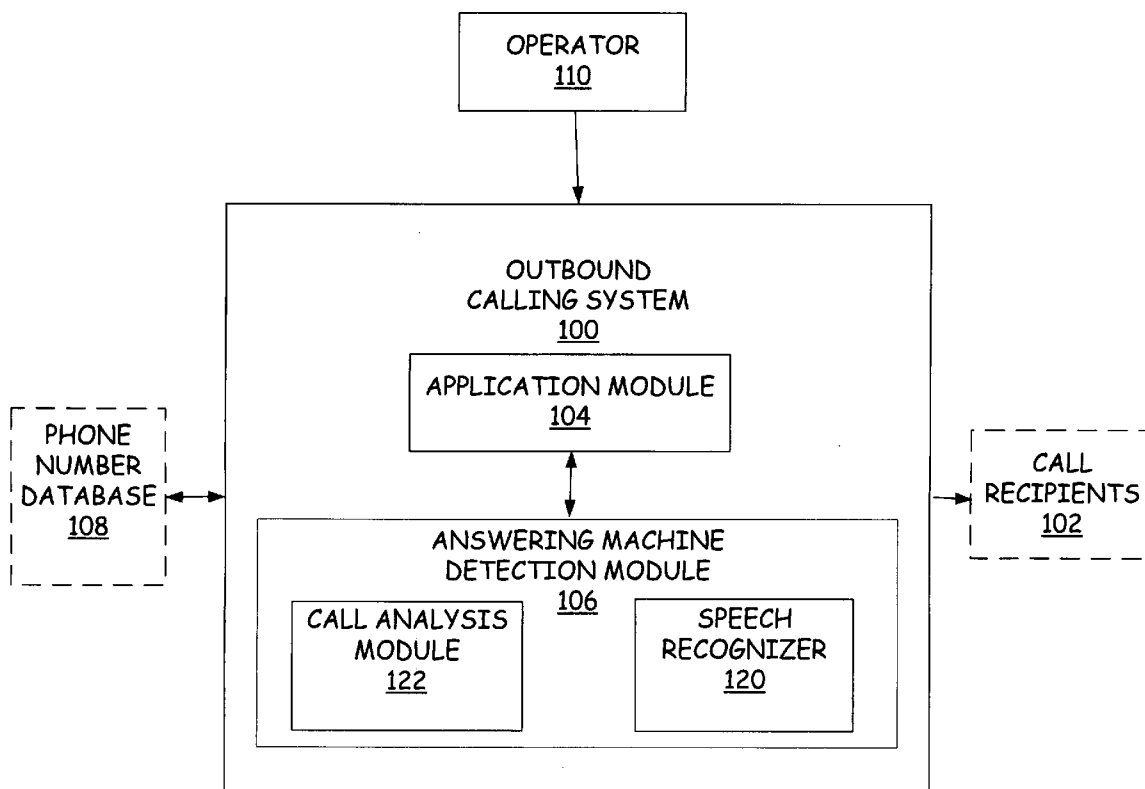 OPERATOR
110
OUTBOUND
CALLING SYSTEM
100
APPLICATION MODULE
104
PHONE
NUMBER
DATABASE
108
CALL
RECIPIENTS
102
ANSWERING MACHINE
DETECTION MODULE
106
CALL ANALYSIS
MODULE
122
SPEECH
RECOGNIZER
120